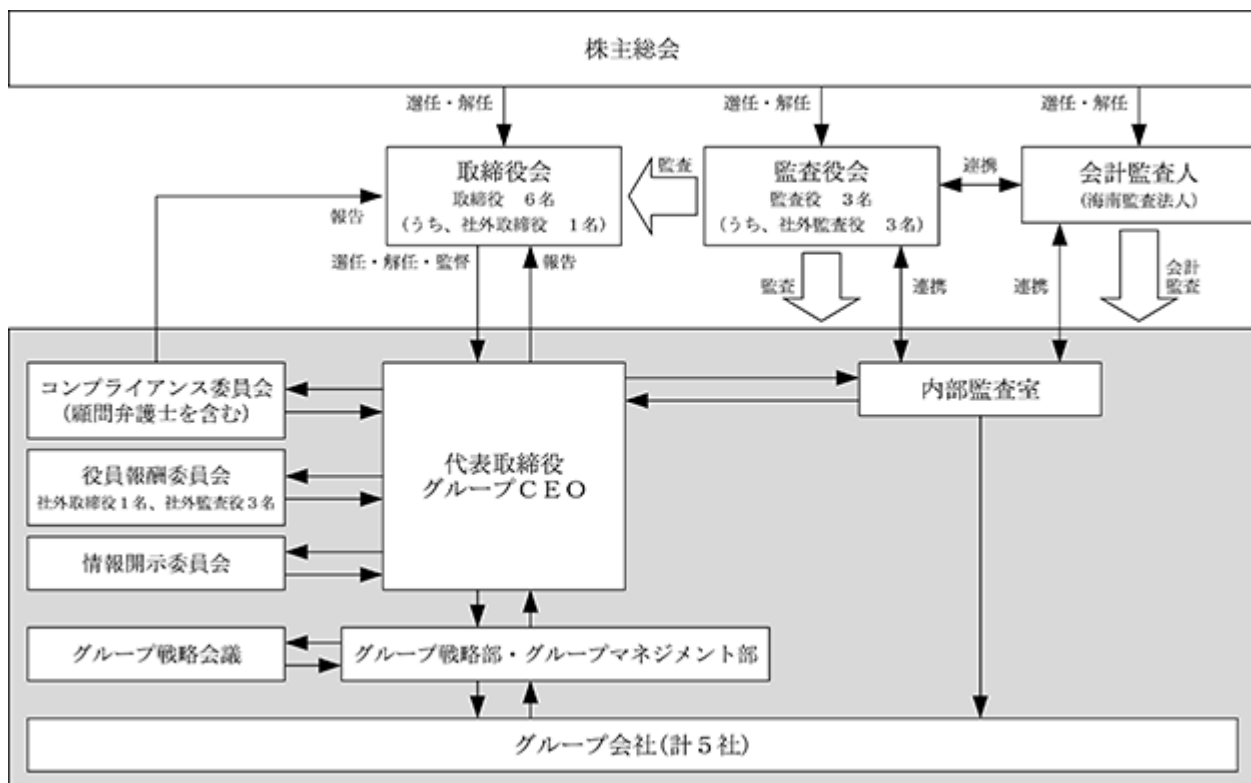 株主総会
選任・解任
選任・解任
選任・解任
取締役会
取締役 6名
(うち、社外取締役 1名)
監査
監査役会
監査役 3名
(うち、社外監査役 3名)
連携
会計監査人
(海南監査法人)
報告
選任・解任・監督
報告
監査
連携
連携
会計
監査
コンプライアンス委員会
(顧問弁護士を含む)
代表取締役
グループCEO
内部監査室
役員報酬委員会
社外取締役1名、社外監査役3名
情報開示委員会
グループ戦略会議
グループ戦略部・グループマネジメント部
グループ会社(計5社)